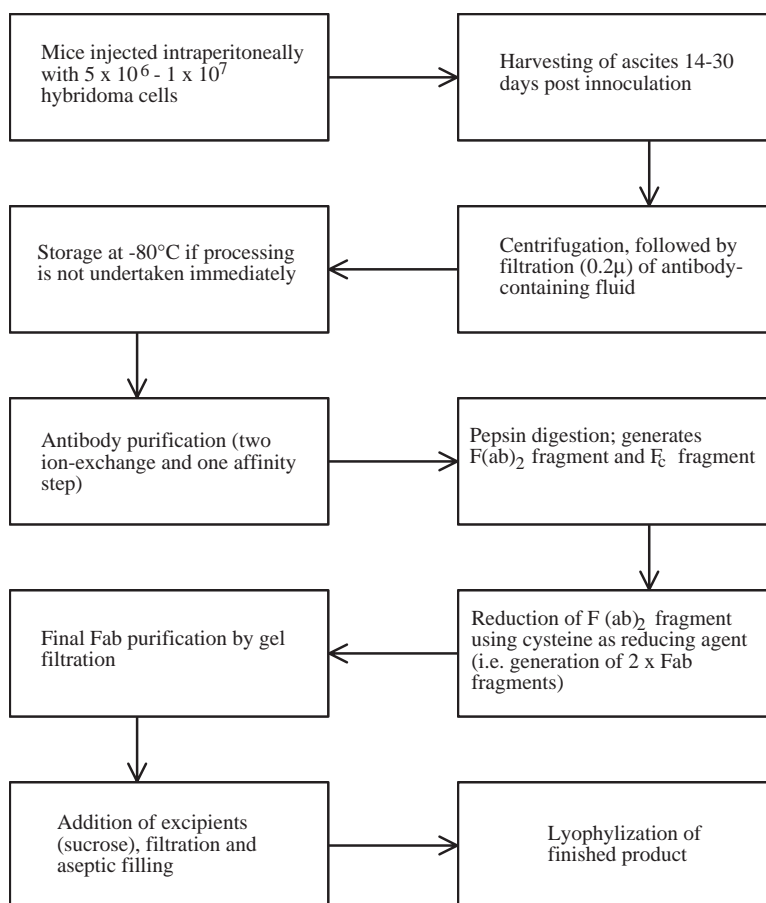 Mice injected intraperitoneally
with 5 x 10⁶ - 1 x 10⁷
hybridoma cells
Harvesting of ascites 14-30
days post innoculation
Centrifugation, followed by
filtration (0.2μ) of antibody-
containing fluid
Storage at -80°C if processing
is not undertaken immediately
Antibody purification (two
ion-exchange and one affinity
step)
Pepsin digestion; generates
F(ab)₂ fragment and Fc fragment
Reduction of F (ab)₂ fragment
using cysteine as reducing agent
(i.e. generation of 2 x Fab
fragments)
Final Fab purification by gel
filtration
Addition of excipients
(sucrose), filtration and
aseptic filling
Lyophylization of
finished product